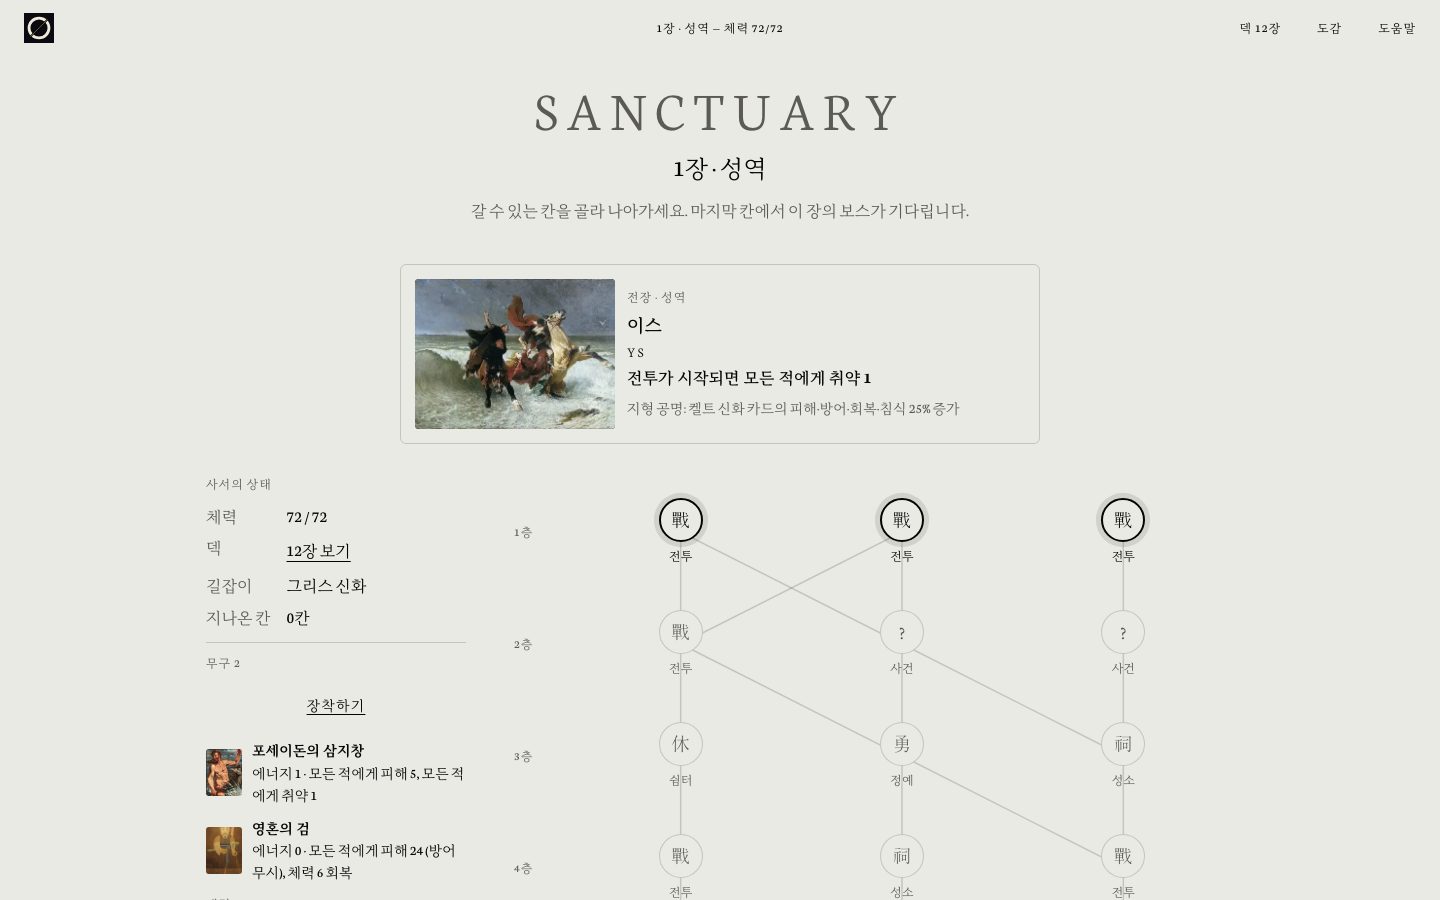 1장 · 성역 – 체력 72/72
덱 12장
도감
도움말
SANCTUARY
1장 · 성역
갈 수 있는 칸을 골라 나아가세요. 마지막 칸에서 이 장의 보스가 기다립니다.
전장 · 성역
이스
YS
전투가 시작되면 모든 적에게 취약 1
지형 공명: 켈트 신화 카드의 피해·방어·회복·침식 25% 증가
사서의 상태
체력 72 / 72
덱 12장 보기
길잡이 그리스 신화
지나온 칸 0칸
무구 2
장착하기
포세이돈의 삼지창
에너지 1 · 모든 적에게 피해 5, 모든 적
에게 취약 1
영혼의 검
에너지 0 · 모든 적에게 피해 24 (방어
무시), 체력 6 회복
1층
戰 戰 戰
전투 전투 전투
2층
戰 ? ?
전투 사건 사건
3층
休 勇 祠
쉼터 정예 성소
4층
戰 祠 戰
전투 성소 전투